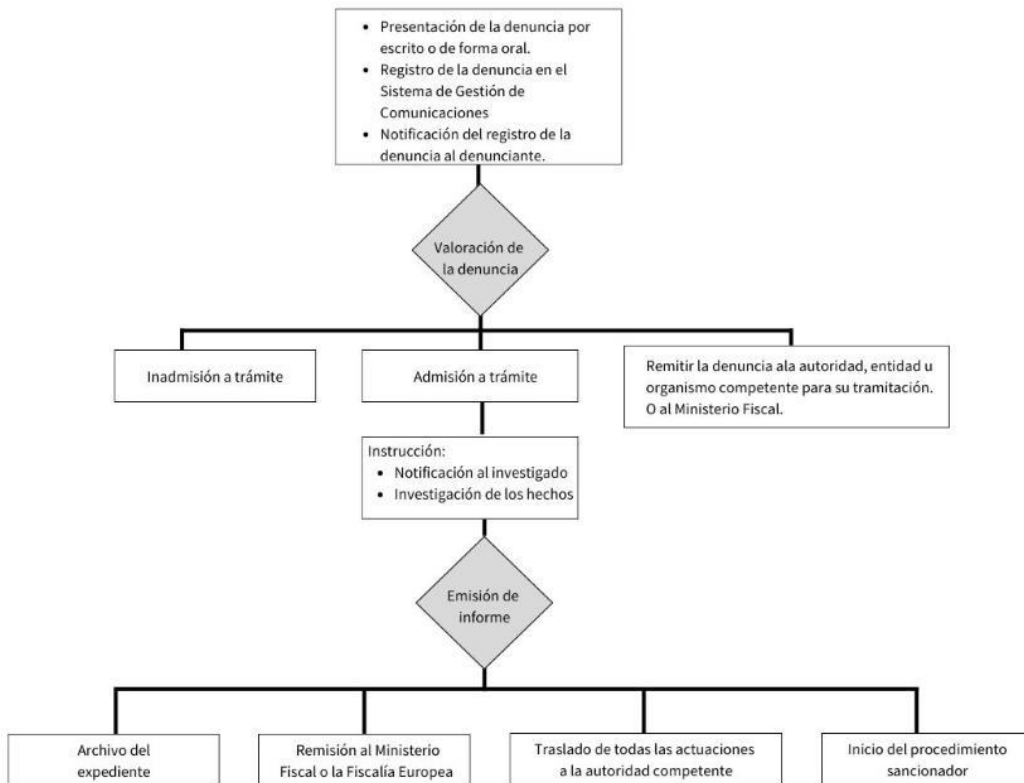 • Presentación de la denuncia por
escrito o de forma oral.
• Registro de la denuncia en el
Sistema de Gestión de
Comunicaciones
• Notificación del registro de la
denuncia al denunciante.
Valoración de
la denuncia
Inadmisión a trámite
Admisión a trámite
Remitir la denuncia ala autoridad, entidad u
organismo competente para su tramitación.
O al Ministerio Fiscal.
Instrucción:
• Notificación al investigado
• Investigación de los hechos
Emisión de
informe
Archivo del
expediente
Remisión al Ministerio
Fiscal o la Fiscalía Europea
Traslado de todas las actuaciones
a la autoridad competente
Inicio del procedimiento
sancionador